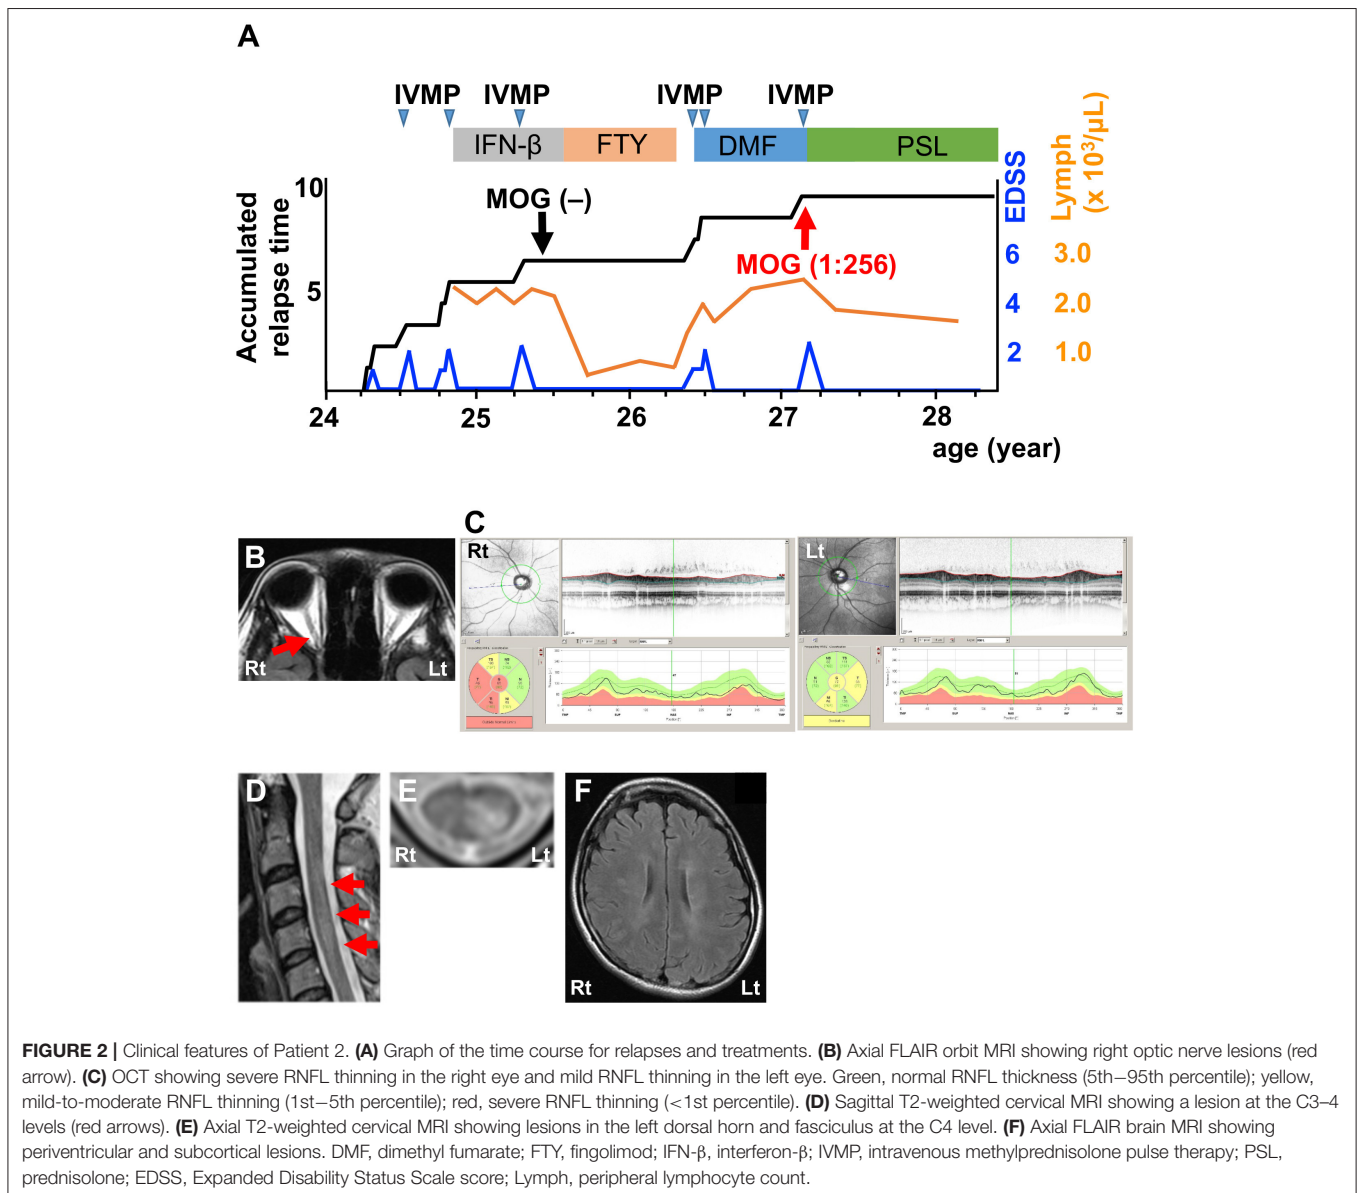 A
IVMP IVMP IVMP IVMP
IFN-β FTY DMF PSL
Accumulated
relapse time
10
5
MOG (–)
MOG (1:256)
EDSS
6
4
2
Lymph
(x 10³/μL)
3.0
2.0
1.0
24 25 26 27 28
age (year)
B
Rt Lt
C
Rt
Lt
D
E
Rt Lt
F
Rt Lt
FIGURE 2 | Clinical features of Patient 2. (A) Graph of the time course for relapses and treatments. (B) Axial FLAIR orbit MRI showing right optic nerve lesions (red
arrow). (C) OCT showing severe RNFL thinning in the right eye and mild RNFL thinning in the left eye. Green, normal RNFL thickness (5th–95th percentile); yellow,
mild-to-moderate RNFL thinning (1st–5th percentile); red, severe RNFL thinning (<1st percentile). (D) Sagittal T2-weighted cervical MRI showing a lesion at the C3–4
levels (red arrows). (E) Axial T2-weighted cervical MRI showing lesions in the left dorsal horn and fasciculus at the C4 level. (F) Axial FLAIR brain MRI showing
periventricular and subcortical lesions. DMF, dimethyl fumarate; FTY, fingolimod; IFN-β, interferon-β; IVMP, intravenous methylprednisolone pulse therapy; PSL,
prednisolone; EDSS, Expanded Disability Status Scale score; Lymph, peripheral lymphocyte count.